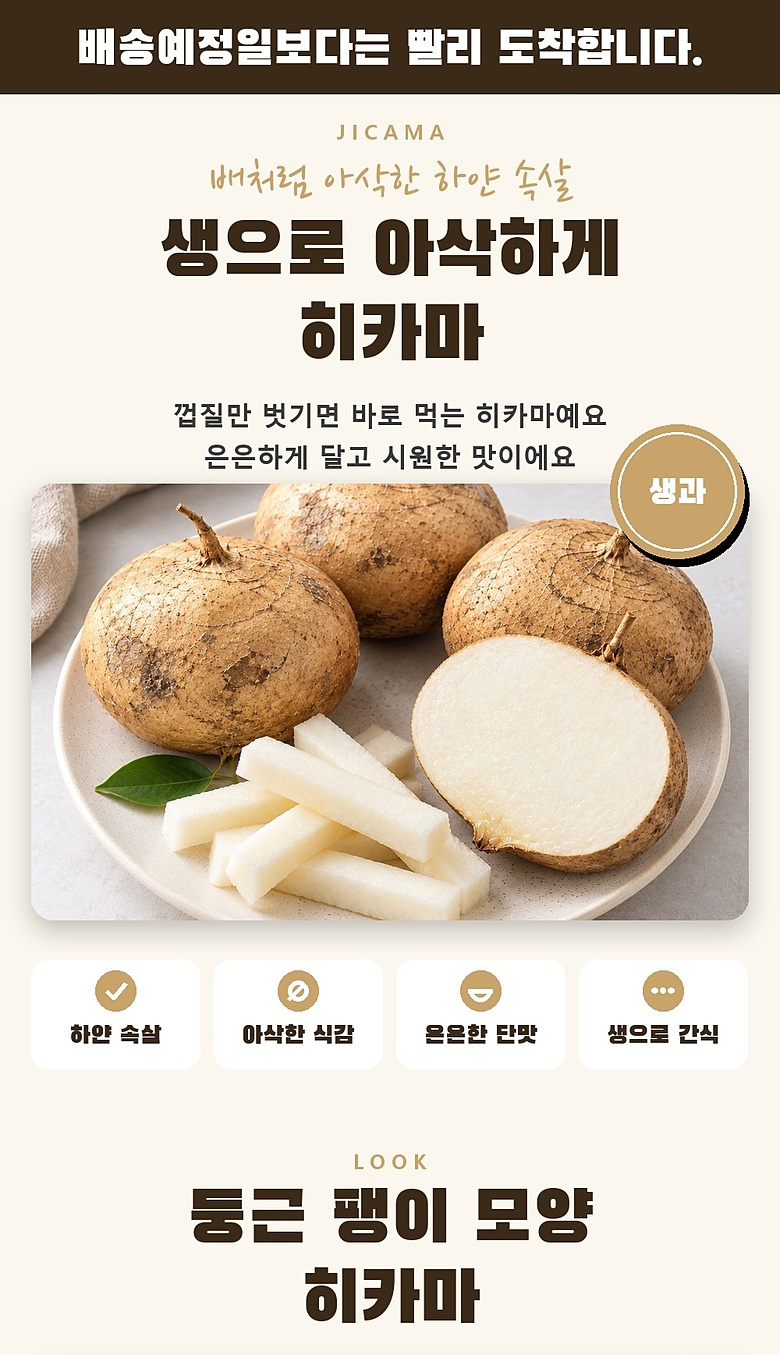 배송예정일보다는 빨리 도착합니다.
JICAMA
배처럼 아삭한 하얀 속살
생으로 아삭하게
히카마
껍질만 벗기면 바로 먹는 히카마예요
은은하게 달고 시원한 맛이에요
생과
하얀 속살
아삭한 식감
은은한 단맛
생으로 간식
LOOK
둥근 팽이 모양
히카마